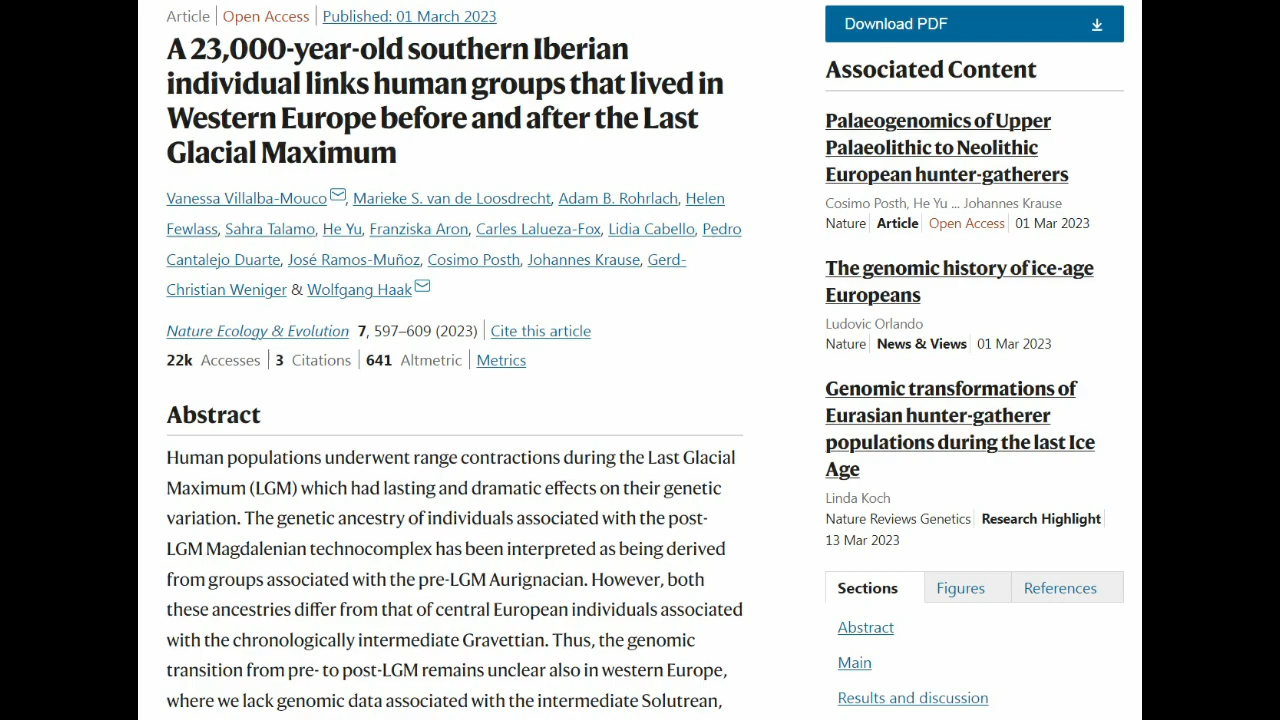 Article | Open Access | Published: 01 March 2023
A 23,000-year-old southern Iberian
individual links human groups that lived in
Western Europe before and after the Last
Glacial Maximum
Vanessa Villalba-Mouco, Marieke S. van de Loosdrecht, Adam B. Rohrlach, Helen
Fewlass, Sahra Talamo, He Yu, Franziska Aron, Carles Lalueza-Fox, Lidia Cabello, Pedro
Cantalejo Duarte, José Ramos-Muñoz, Cosimo Posth, Johannes Krause, Gerd-
Christian Weniger & Wolfgang Haak
Nature Ecology & Evolution 7, 597–609 (2023) | Cite this article
22k Accesses | 3 Citations | 641 Altmetric | Metrics
Abstract
Human populations underwent range contractions during the Last Glacial
Maximum (LGM) which had lasting and dramatic effects on their genetic
variation. The genetic ancestry of individuals associated with the post-
LGM Magdalenian technocomplex has been interpreted as being derived
from groups associated with the pre-LGM Aurignacian. However, both
these ancestries differ from that of central European individuals associated
with the chronologically intermediate Gravettian. Thus, the genomic
transition from pre- to post-LGM remains unclear also in western Europe,
where we lack genomic data associated with the intermediate Solutrean,
Download PDF
Associated Content
Palaeogenomics of Upper
Palaeolithic to Neolithic
European hunter-gatherers
Cosimo Posth, He Yu ... Johannes Krause
Nature | Article | Open Access | 01 Mar 2023
The genomic history of ice-age
Europeans
Ludovic Orlando
Nature | News & Views | 01 Mar 2023
Genomic transformations of
Eurasian hunter-gatherer
populations during the last Ice
Age
Linda Koch
Nature Reviews Genetics | Research Highlight |
13 Mar 2023
Sections Figures References
Abstract
Main
Results and discussion